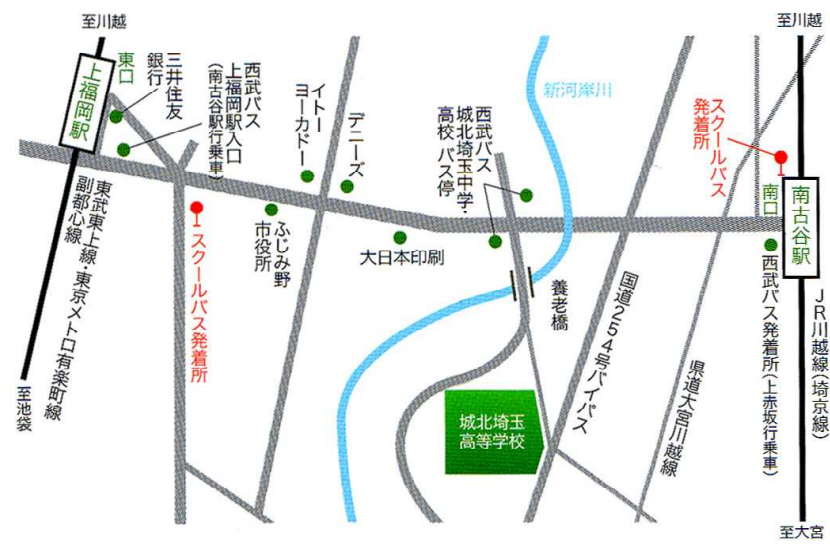 至川越
東口
上福岡駅
三井住友
銀行
西武バス
上福岡駅入口
(南古谷駅行乗車)
イトー
ヨーカドー
デニーズ
西武バス
城北埼玉中学・
高校 バス停
新河岸川
至川越
スクールバス
発着所
南口
南古谷駅
西武バス発着所(上赤坂行乗車)
JR川越線(埼京線)
至大宮
東武東上線・東京メトロ有楽町線
副都心線
至池袋
スクールバス発着所
ふじみ野
市役所
大日本印刷
養老橋
国道254号バイパス
県道大宮川越線
城北埼玉
高等学校